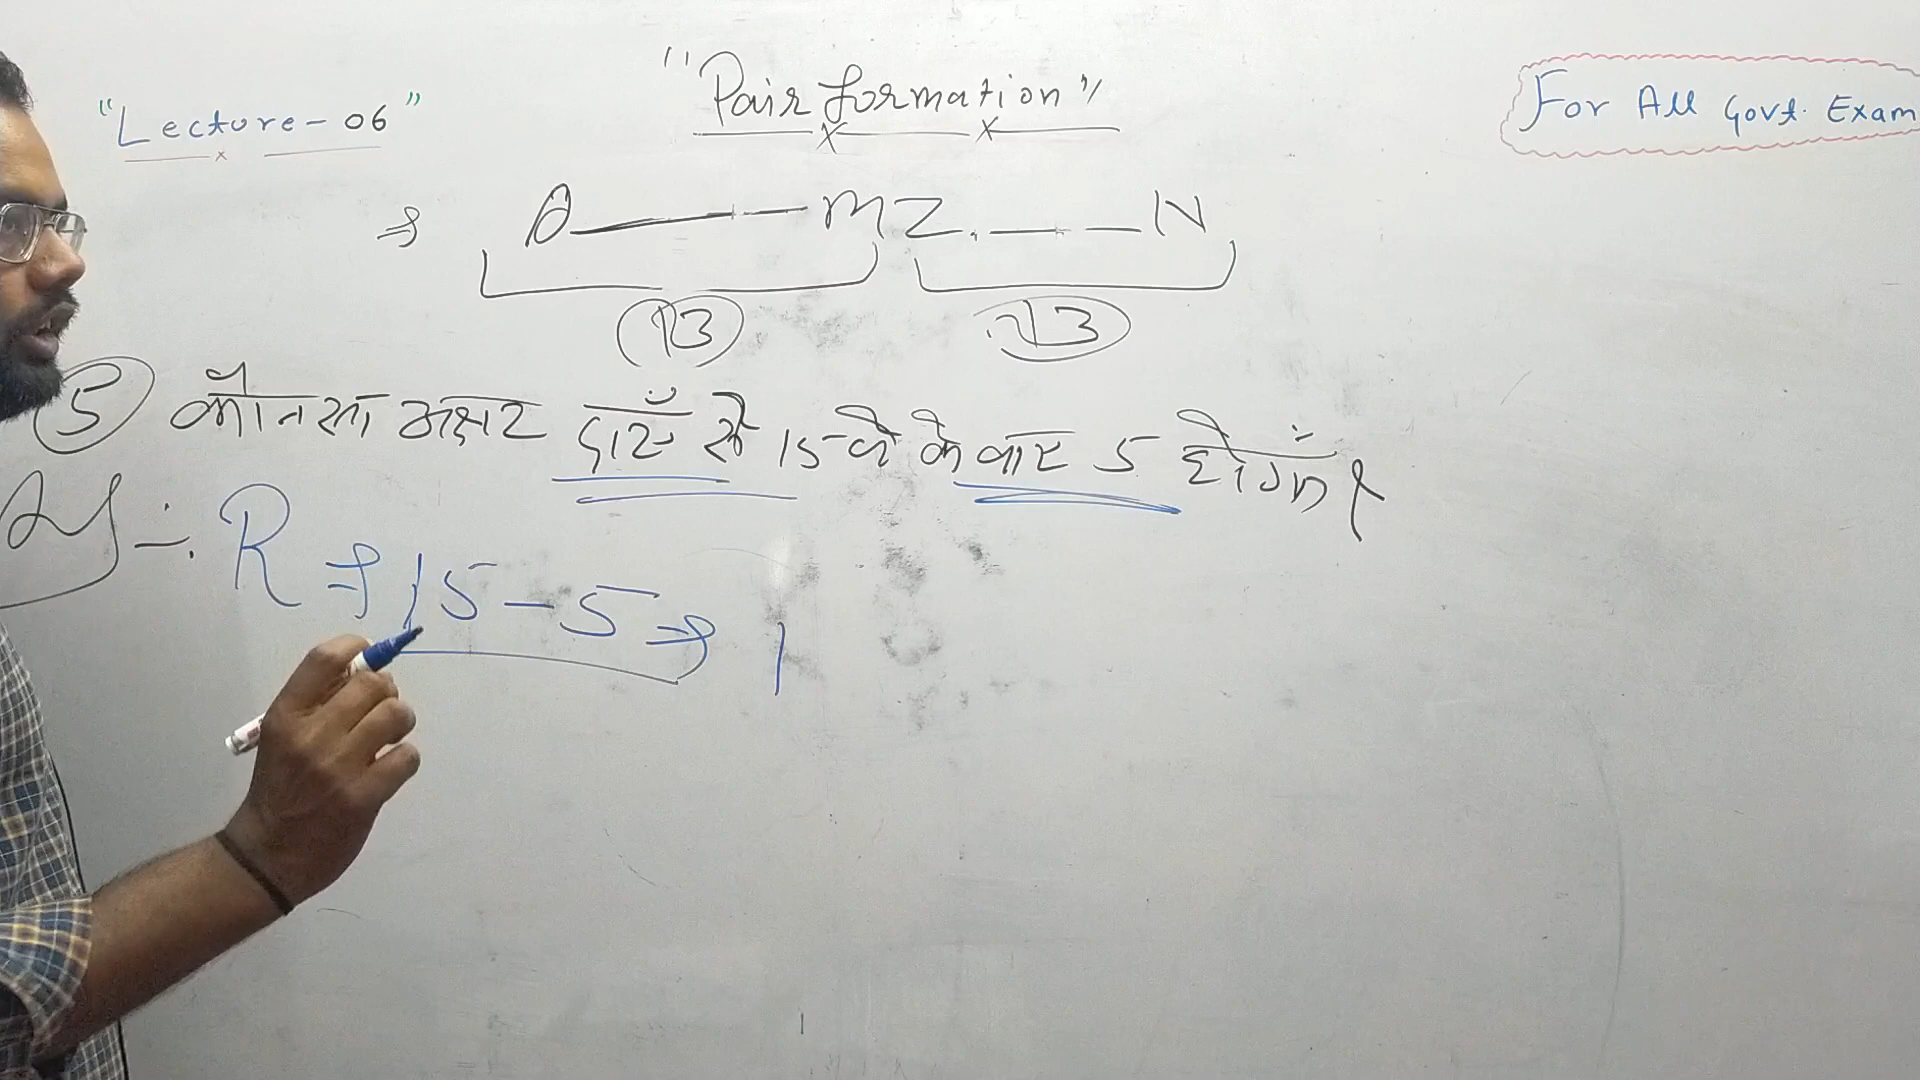 "Lecture-06"
"Pair formation"
For All Govt. Exam
⇒ A——M Z.——N
13 13
5 कौनसा अक्षर दाएँ से 15 वे के बाएं 5 होगा
R ⇒ 15 - 5 ⇒ 1